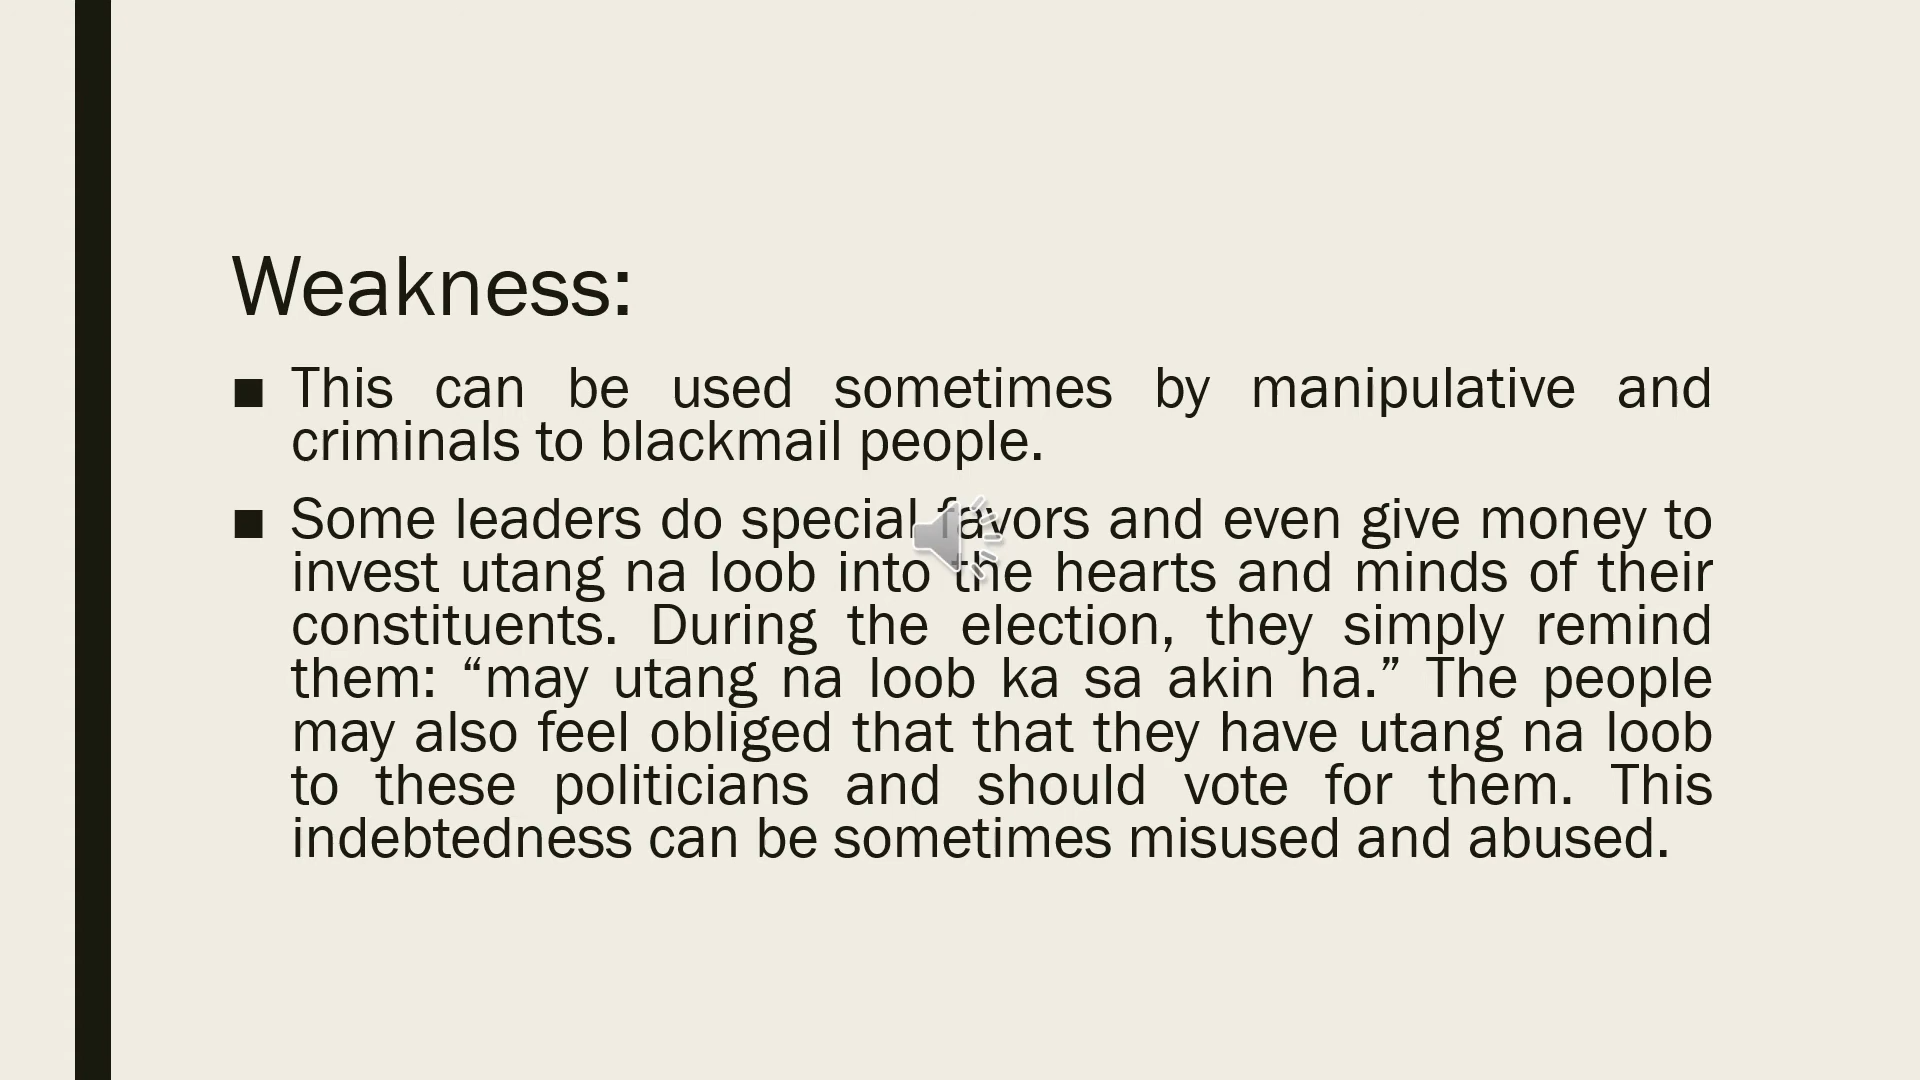 Weakness:
■ This can be used sometimes by manipulative and
criminals to blackmail people.
■ Some leaders do special favors and even give money to
invest utang na loob into the hearts and minds of their
constituents. During the election, they simply remind
them: “may utang na loob ka sa akin ha.” The people
may also feel obliged that that they have utang na loob
to these politicians and should vote for them. This
indebtedness can be sometimes misused and abused.